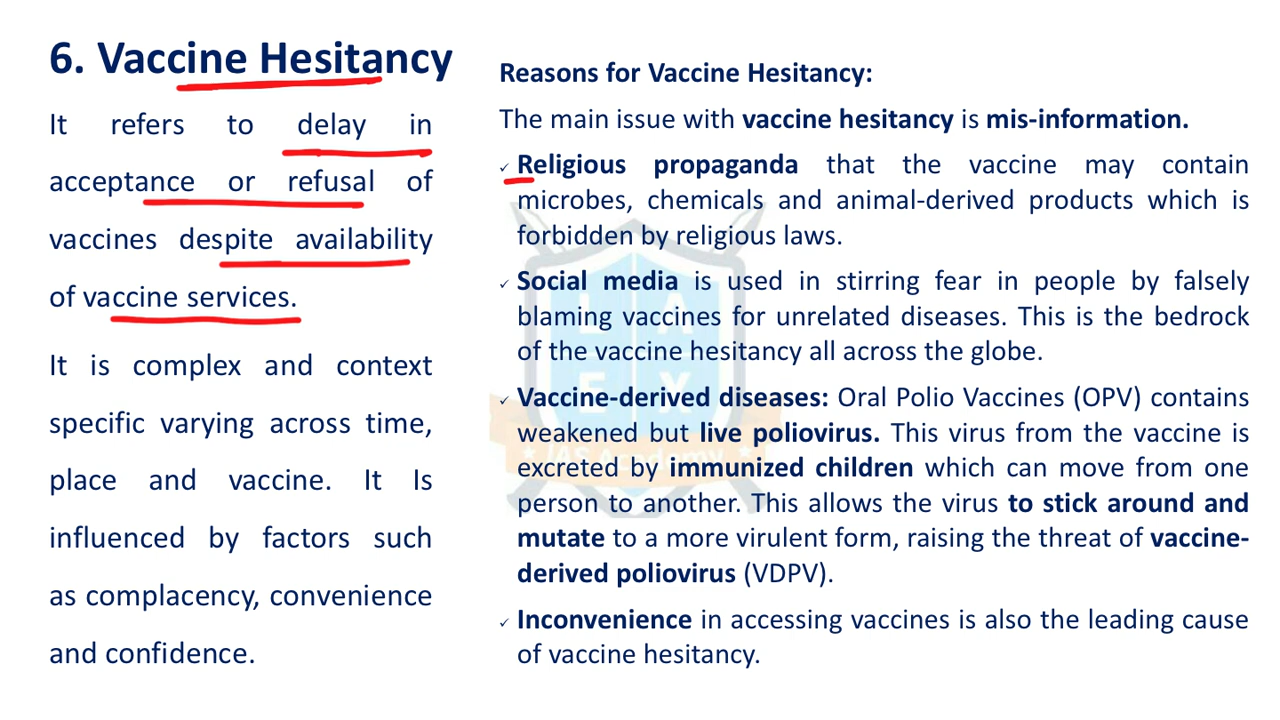 6. Vaccine Hesitancy
It refers to delay in
acceptance or refusal of
vaccines despite availability
of vaccine services.
It is complex and context
specific varying across time,
place and vaccine. It Is
influenced by factors such
as complacency, convenience
and confidence.
Reasons for Vaccine Hesitancy:
The main issue with vaccine hesitancy is mis-information.
✓ Religious propaganda that the vaccine may contain
microbes, chemicals and animal-derived products which is
forbidden by religious laws.
✓ Social media is used in stirring fear in people by falsely
blaming vaccines for unrelated diseases. This is the bedrock
of the vaccine hesitancy all across the globe.
✓ Vaccine-derived diseases: Oral Polio Vaccines (OPV) contains
weakened but live poliovirus. This virus from the vaccine is
excreted by immunized children which can move from one
person to another. This allows the virus to stick around and
mutate to a more virulent form, raising the threat of vaccine-
derived poliovirus (VDPV).
✓ Inconvenience in accessing vaccines is also the leading cause
of vaccine hesitancy.
L A
E X
IAS Academy